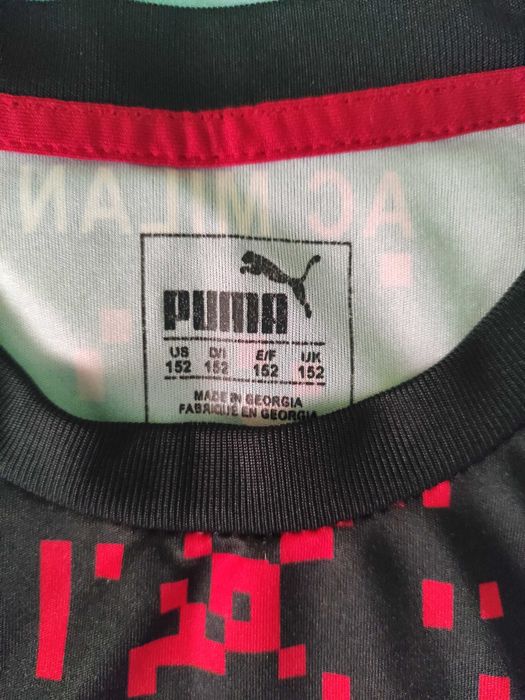 AC MILAN
PUMA
US D/I E/F UK
152 152 152 152
MADE IN GEORGIA
FABRIQUÉ EN GEORGIA